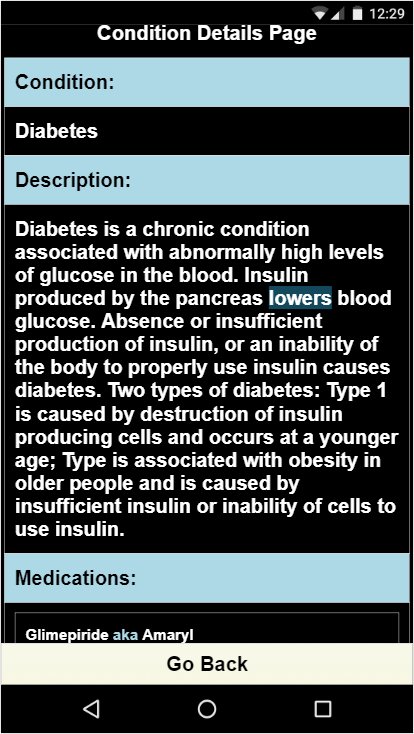 12:29
Condition Details Page
Condition:
Diabetes
Description:
Diabetes is a chronic condition
associated with abnormally high levels
of glucose in the blood. Insulin
produced by the pancreas lowers blood
glucose. Absence or insufficient
production of insulin, or an inability of
the body to properly use insulin causes
diabetes. Two types of diabetes: Type 1
is caused by destruction of insulin
producing cells and occurs at a younger
age; Type is associated with obesity in
older people and is caused by
insufficient insulin or inability of cells to
use insulin.
Medications:
Glimepiride aka Amaryl
Go Back